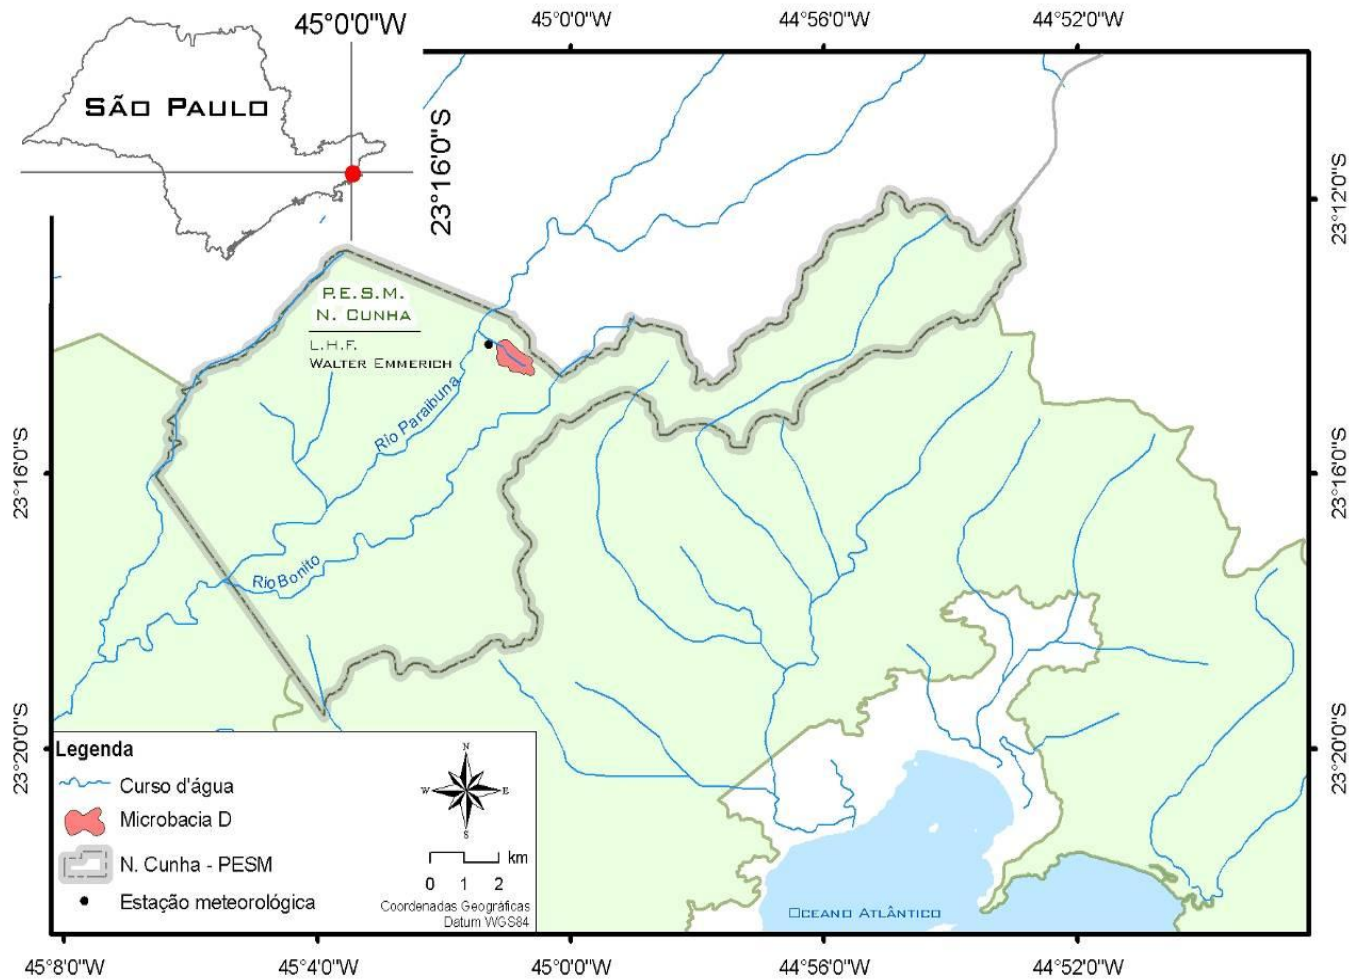 45°0'0"W
45°0'0"W
44°56'0"W
44°52'0"W
SÃO PAULO
23°16'0"S
23°12'0"S
P.E.S.M.
N. CUNHA
L.H.F.
WALTER EMMERICH
Rio Paraibuna
23°16'0"S
23°16'0"S
Rio Bonito
23°20'0"S
23°20'0"S
Legenda
Curso d'água
Microbacia D
N. Cunha - PESM
Estação meteorológica
N
W
E
S
km
0 1 2
Coordenadas Geográficas
Datum WGS84
OCEANO ATLÂNTICO
45°8'0"W
45°4'0"W
45°0'0"W
44°56'0"W
44°52'0"W